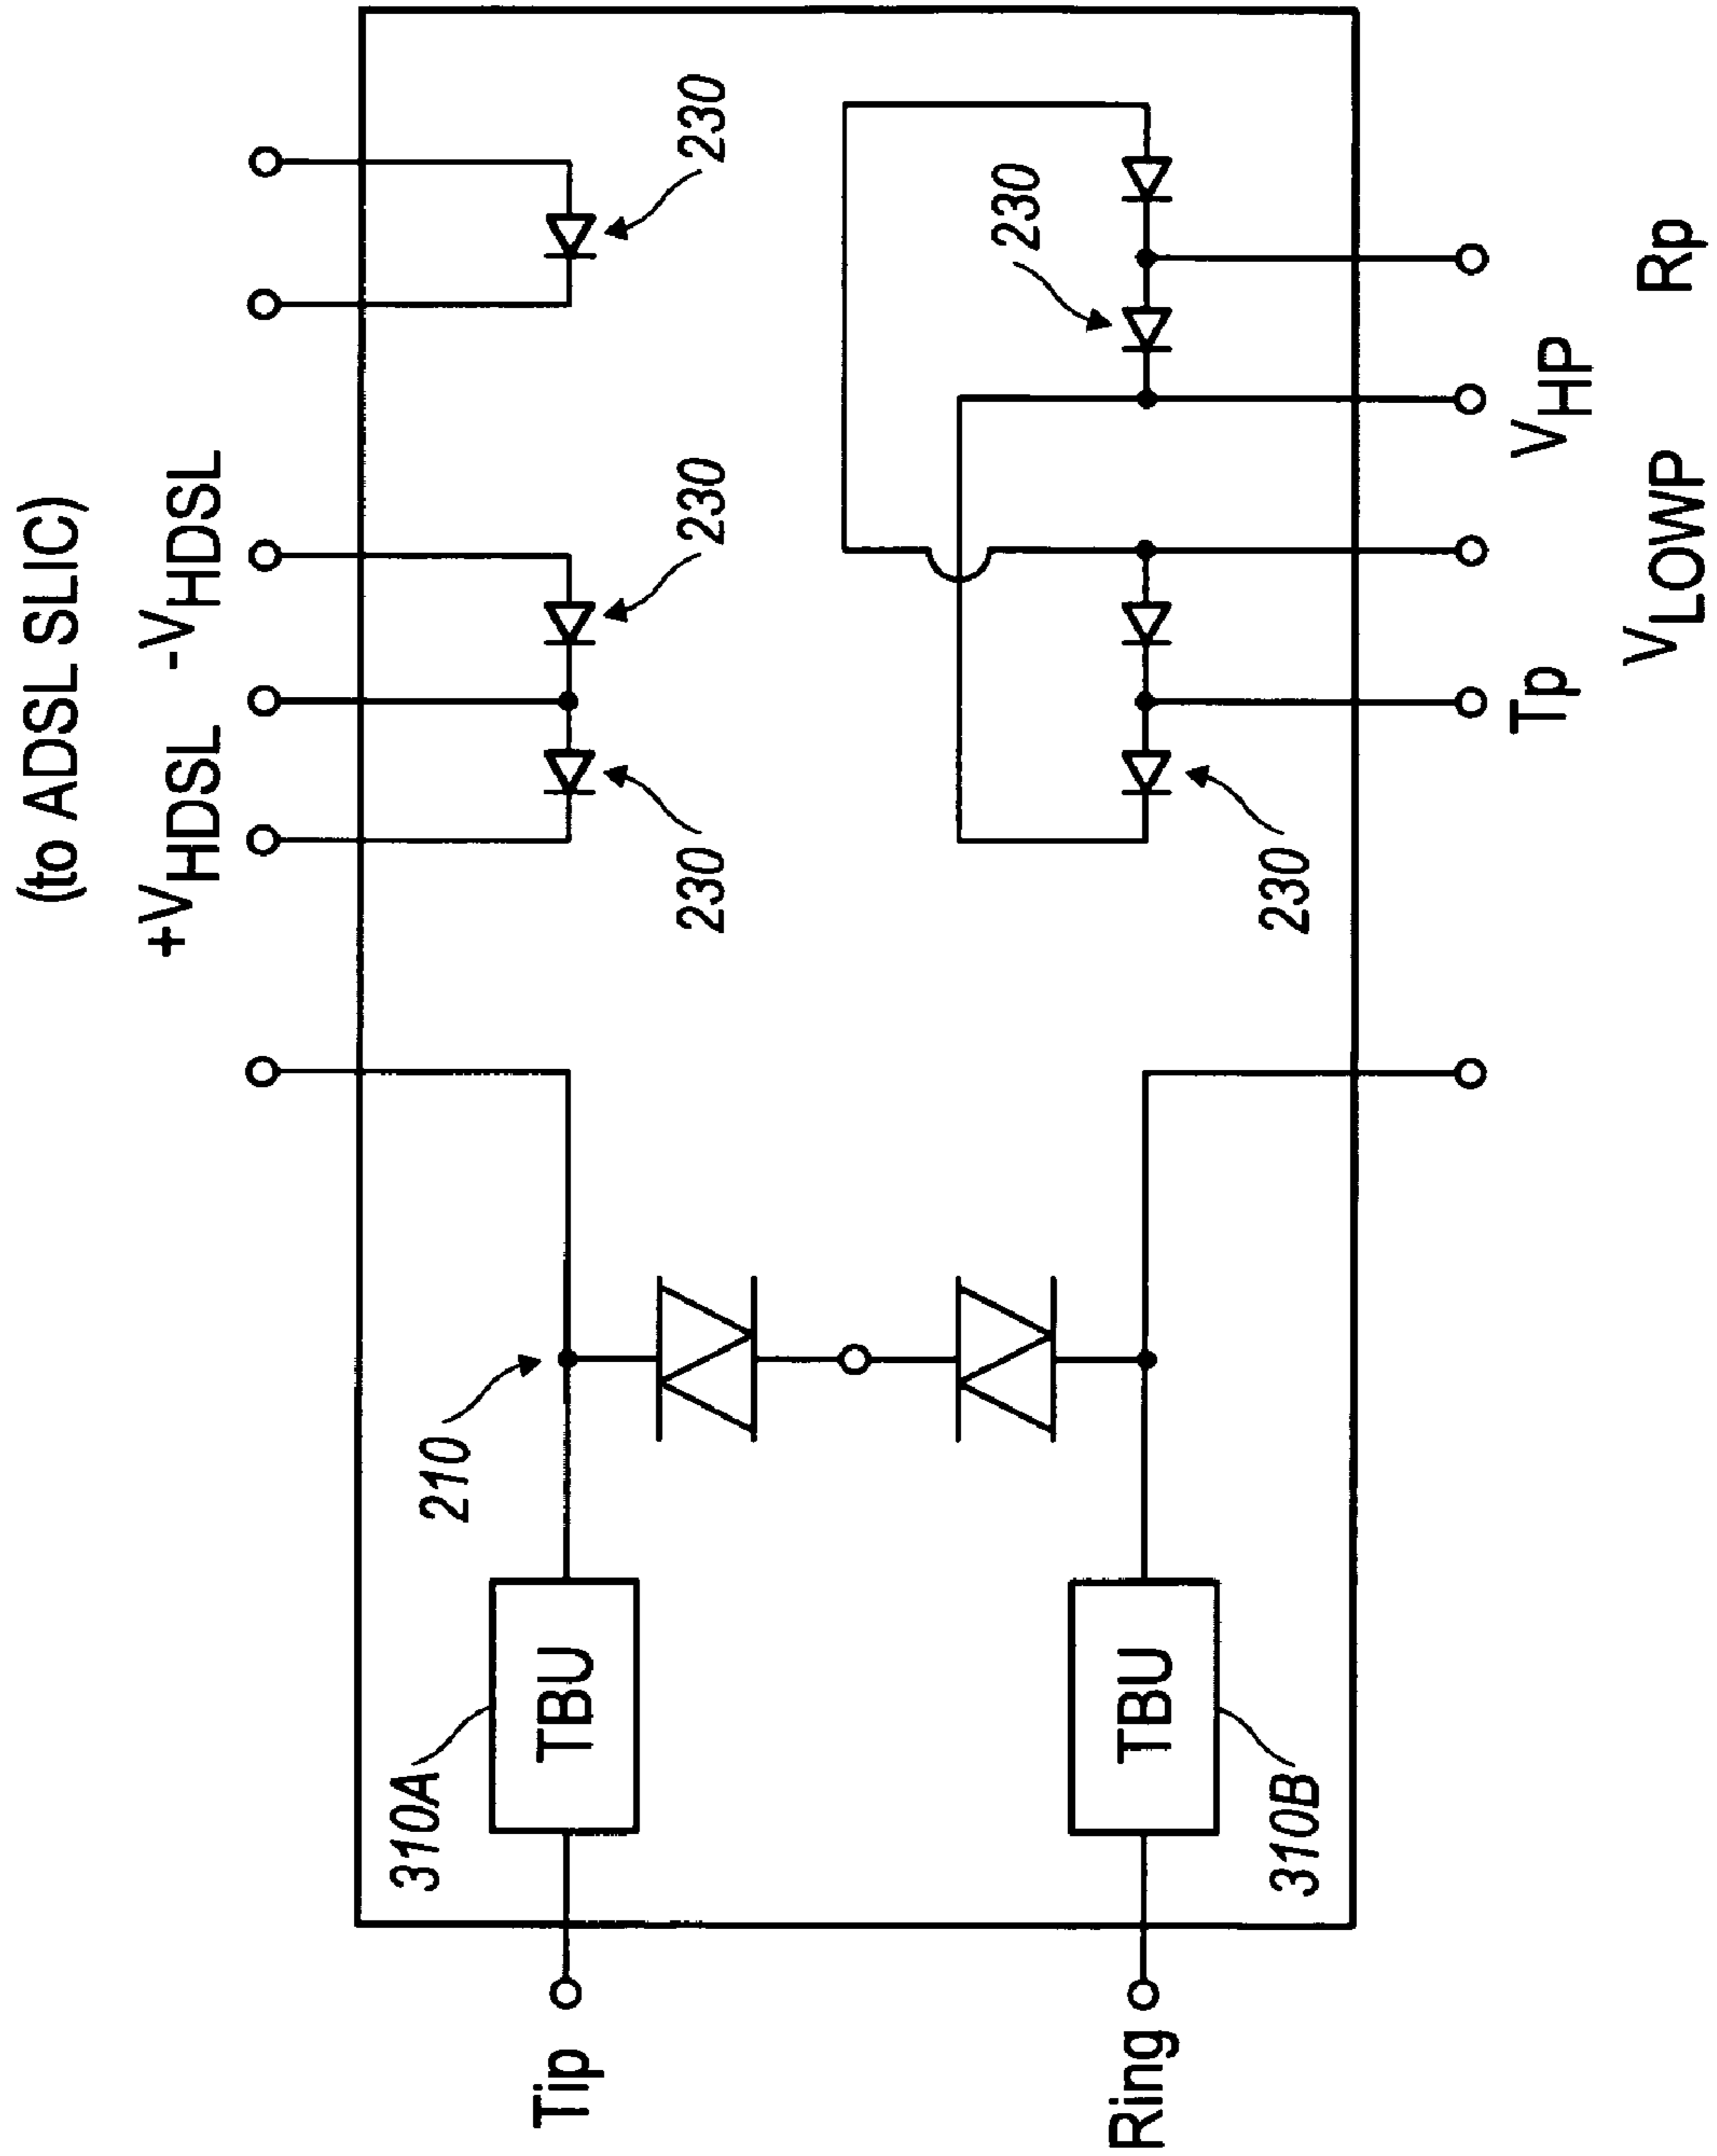 (to ADSL SLIC)
+VHDSL -VHDSL
230
230
230
230
230
210
310A
TBU
TBU
310B
Tip
Ring
Tp
VLOWP
VHP
Rp